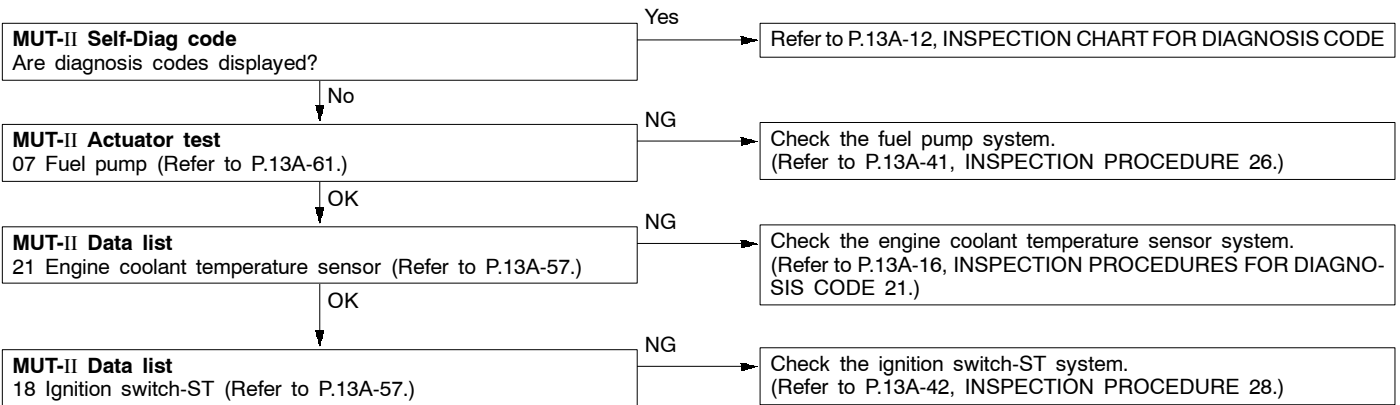 Yes
MUT-II Self-Diag code
Are diagnosis codes displayed?
Refer to P.13A-12, INSPECTION CHART FOR DIAGNOSIS CODE
No
MUT-II Actuator test
07 Fuel pump (Refer to P.13A-61.)
NG
Check the fuel pump system.
(Refer to P.13A-41, INSPECTION PROCEDURE 26.)
OK
MUT-II Data list
21 Engine coolant temperature sensor (Refer to P.13A-57.)
NG
Check the engine coolant temperature sensor system.
(Refer to P.13A-16, INSPECTION PROCEDURES FOR DIAGNO-
SIS CODE 21.)
OK
MUT-II Data list
18 Ignition switch-ST (Refer to P.13A-57.)
NG
Check the ignition switch-ST system.
(Refer to P.13A-42, INSPECTION PROCEDURE 28.)